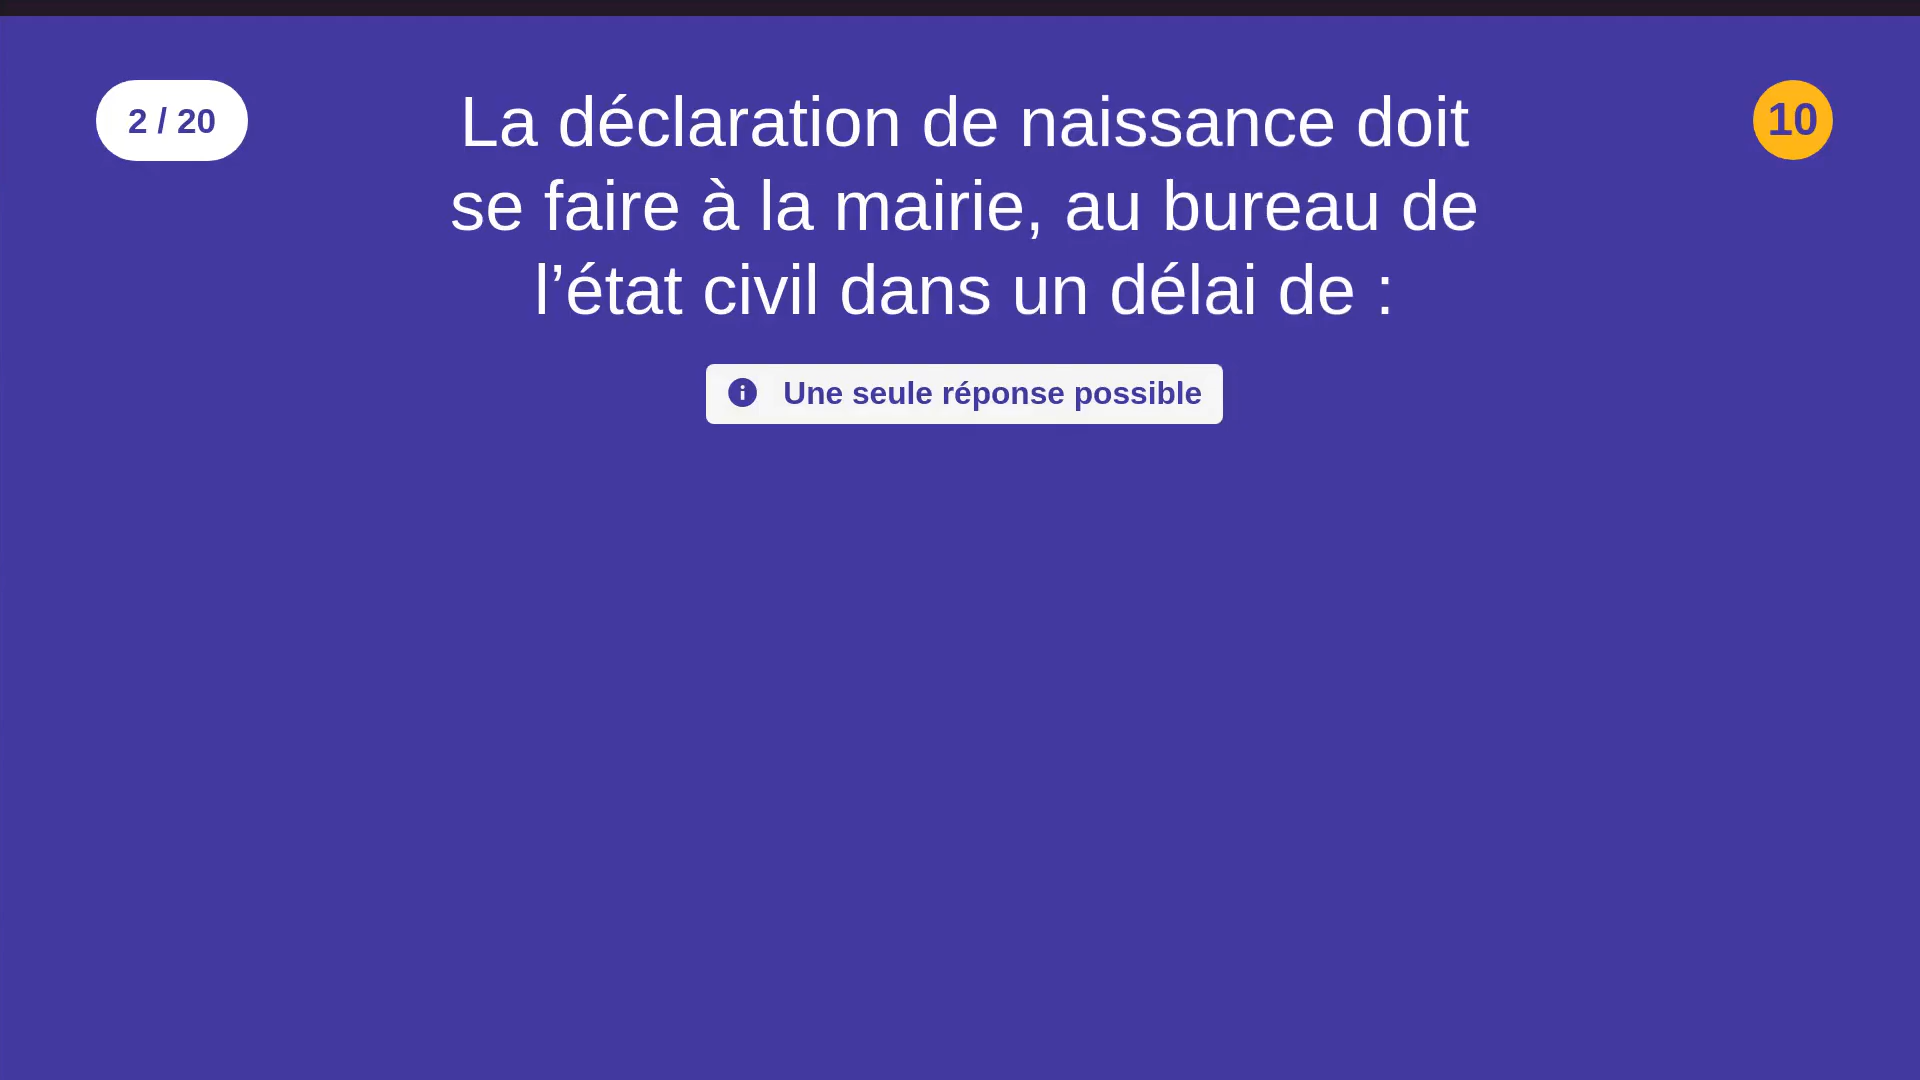 2 / 20
La déclaration de naissance doit
se faire à la mairie, au bureau de
l’état civil dans un délai de :
10
Une seule réponse possible